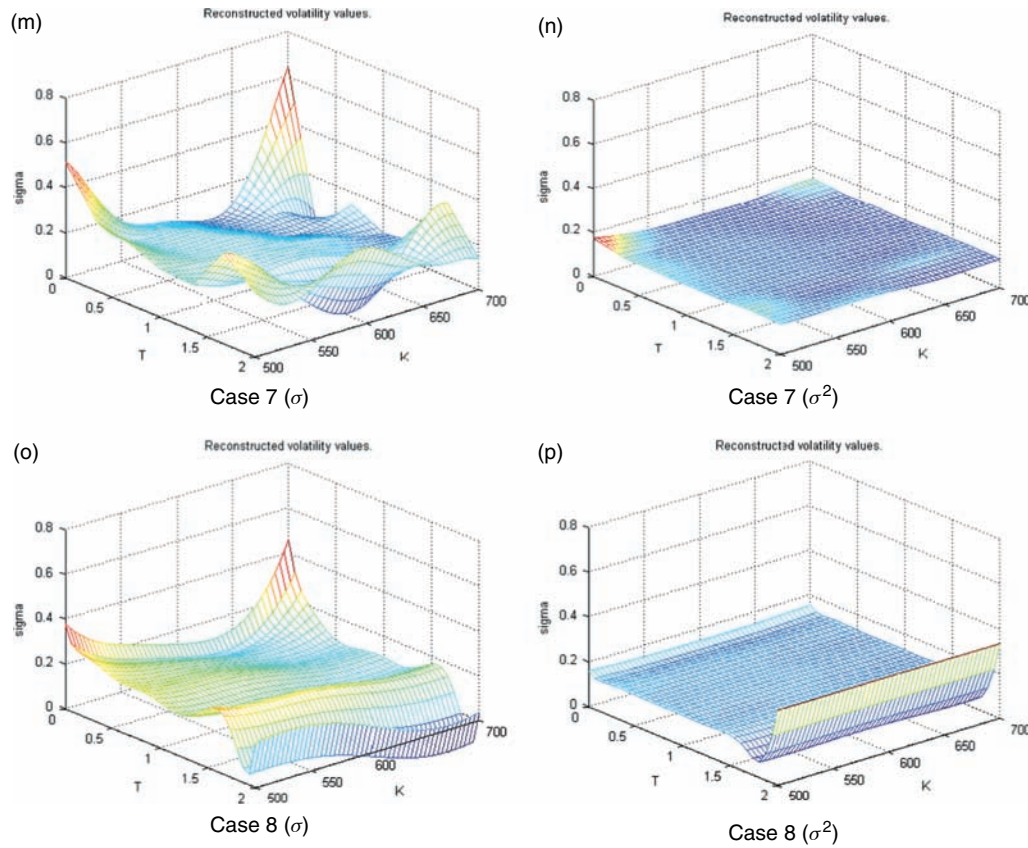 (m)
Reconstructed volatility values.
0.8
0.6
0.4
0.2
0
sigma
0
0.5
1
1.5
2
T
500
550
600
650
700
K
Case 7 (σ)
(n)
Reconstructed volatility values.
0.8
0.6
0.4
0.2
0
sigma
0
0.5
1
1.5
2
T
500
550
600
650
700
K
Case 7 (σ²)
(o)
Reconstructed volatility values.
0.8
0.6
0.4
0.2
0
sigma
0
0.5
1
1.5
2
T
500
550
600
700
K
Case 8 (σ)
(p)
Reconstructed volatility values.
0.8
0.6
0.4
0.2
0
sigma
0
0.5
1
1.5
2
T
500
550
600
650
700
K
Case 8 (σ²)